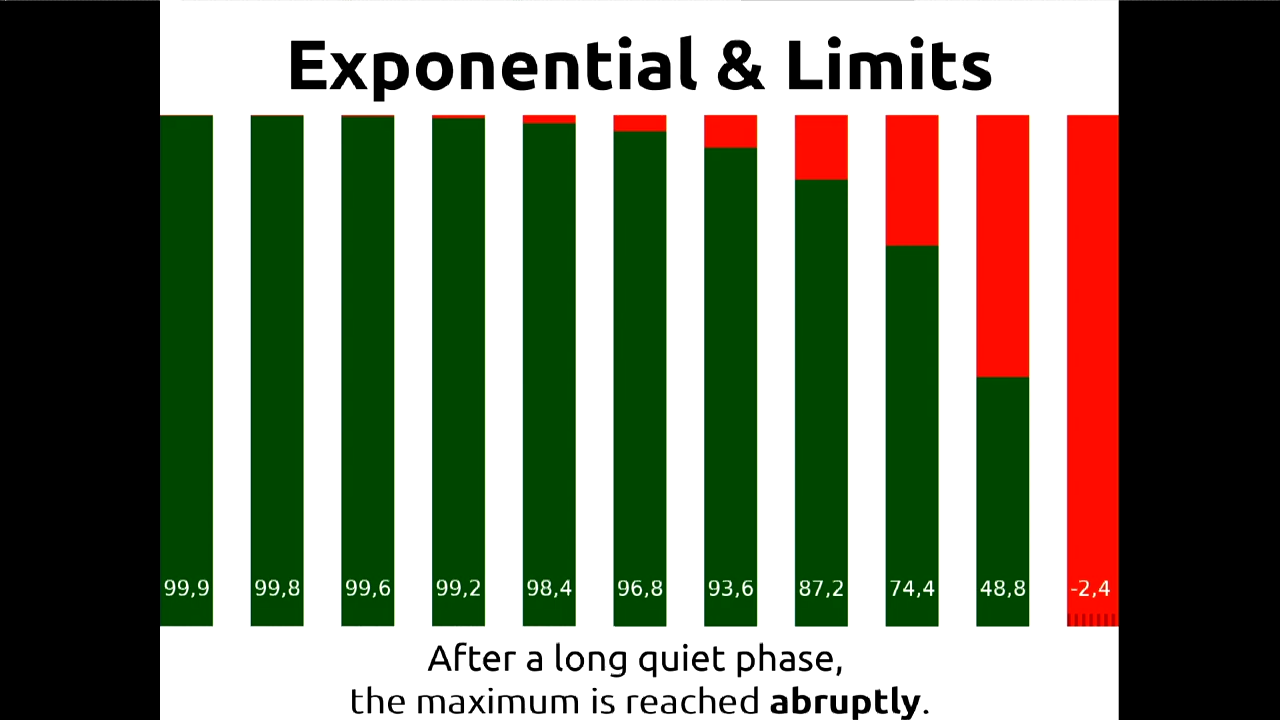 Exponential & Limits
99,9 99,8 99,6 99,2 98,4 96,8 93,6 87,2 74,4 48,8 -2,4
After a long quiet phase,
the maximum is reached abruptly.